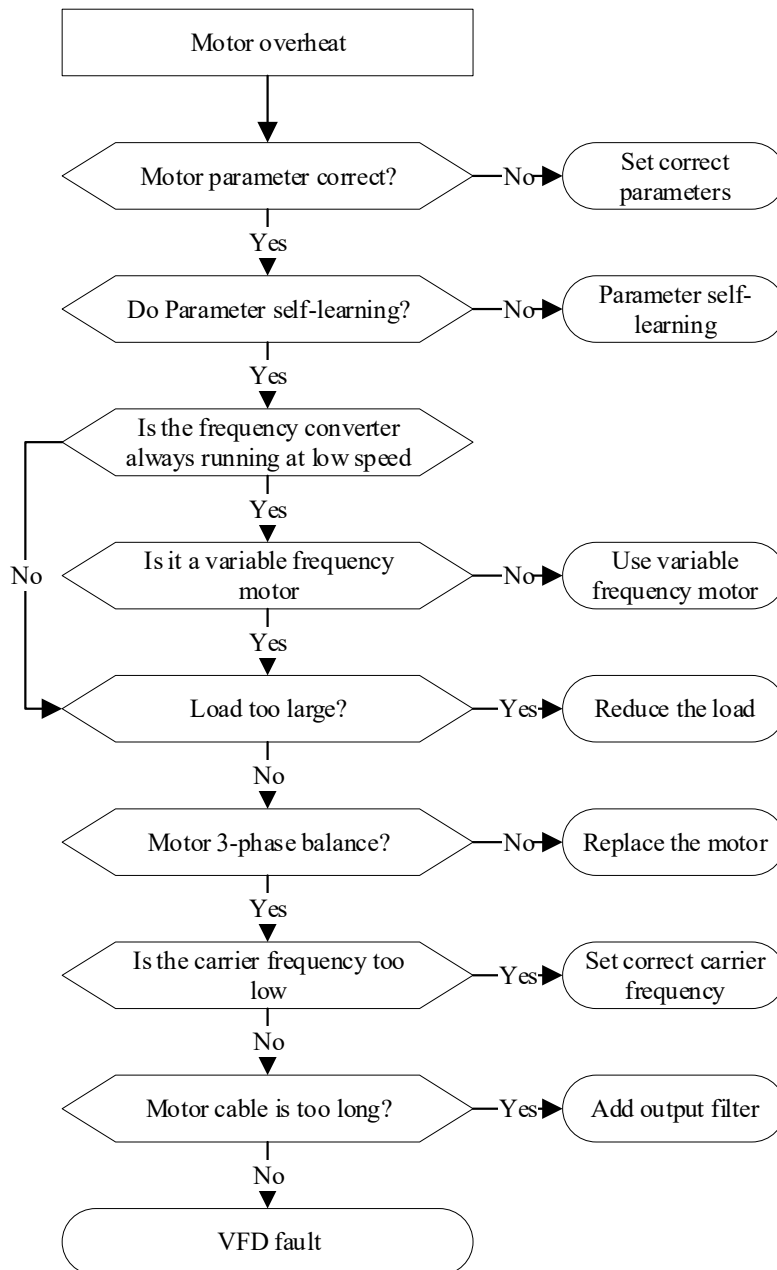 Motor overheat
Motor parameter correct?
No
Set correct
parameters
Yes
Do Parameter self-learning?
No
Parameter self-
learning
Yes
Is the frequency converter
always running at low speed
Yes
No
Is it a variable frequency
motor
No
Use variable
frequency motor
Yes
Load too large?
Yes
Reduce the load
No
Motor 3-phase balance?
No
Replace the motor
Yes
Is the carrier frequency too
low
Yes
Set correct carrier
frequency
No
Motor cable is too long?
Yes
Add output filter
No
VFD fault